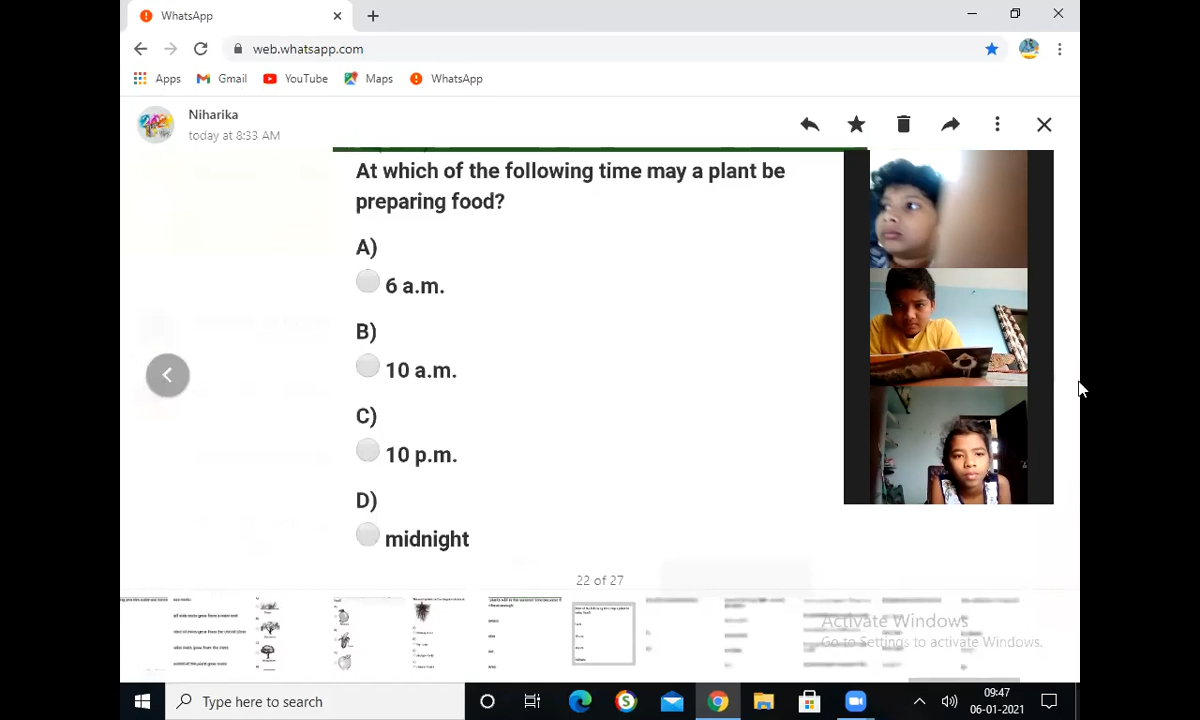 WhatsApp
web.whatsapp.com
Apps
Gmail
YouTube
Maps
WhatsApp
Niharika
today at 8:33 AM
At which of the following time may a plant be
preparing food?
A)
6 a.m.
B)
10 a.m.
C)
10 p.m.
D)
midnight
22 of 27
Activate Windows
Go to Settings to activate Windows.
Type here to search
09:47
06-01-2021